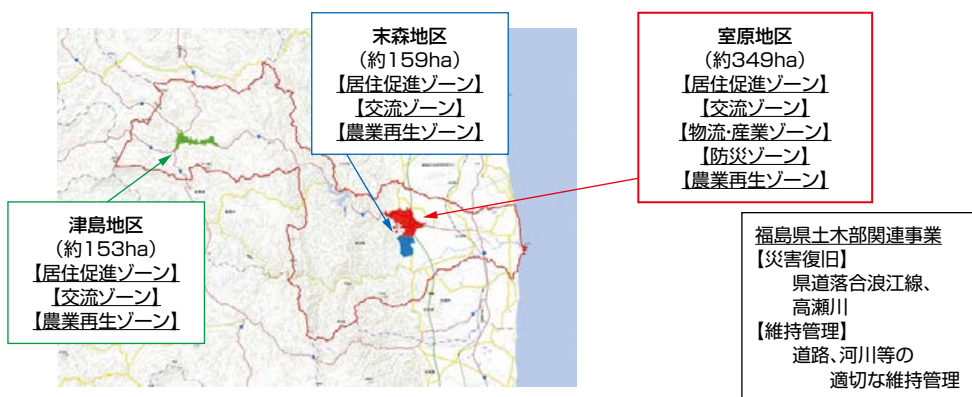 末森地区
(約159ha)
【居住促進ゾーン】
【交流ゾーン】
【農業再生ゾーン】
室原地区
(約349ha)
【居住促進ゾーン】
【交流ゾーン】
【物流・産業ゾーン】
【防災ゾーン】
【農業再生ゾーン】
津島地区
(約153ha)
【居住促進ゾーン】
【交流ゾーン】
【農業再生ゾーン】
福島県土木部関連事業
【災害復旧】
県道落合浪江線、
高瀬川
【維持管理】
道路、河川等の
適切な維持管理